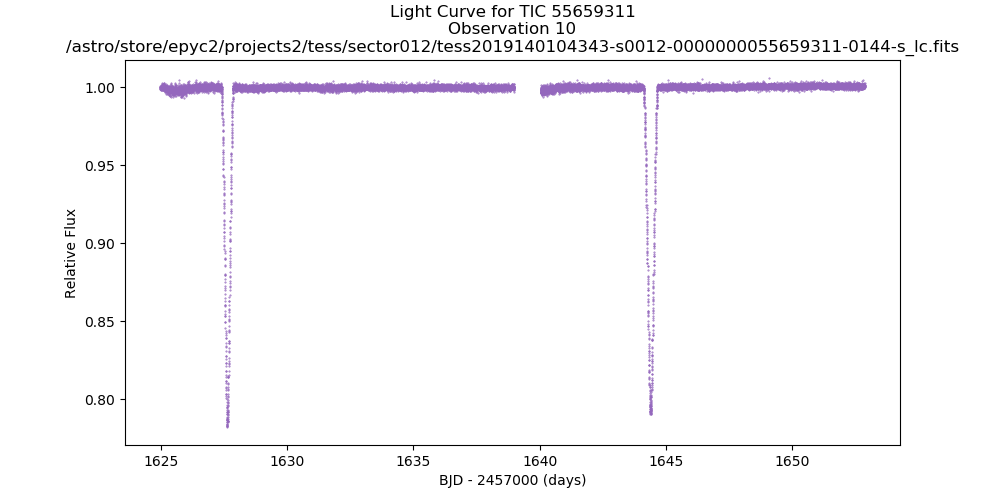 Light Curve for TIC 55659311
Observation 10
/astro/store/epyc2/projects2/tess/sector012/tess2019140104343-s0012-0000000055659311-0144-s_lc.fits
1.00
0.95
0.90
0.85
0.80
Relative Flux
1625
1630
1635
1640
1645
1650
BJD - 2457000 (days)